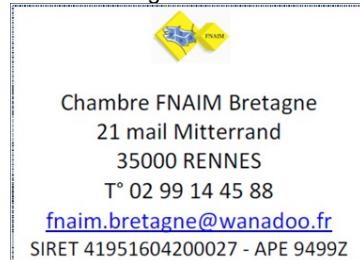 FNAIM
Chambre FNAIM Bretagne
21 mail Mitterrand
35000 RENNES
T° 02 99 14 45 88
fnaim.bretagne@wanadoo.fr
SIRET 41951604200027 - APE 9499Z